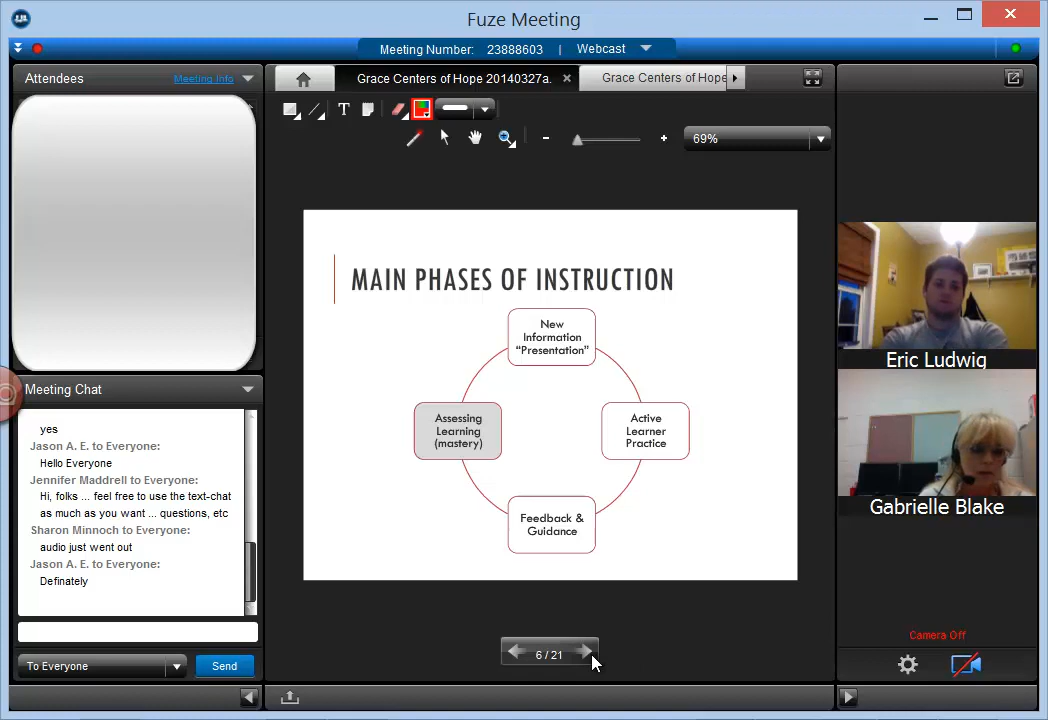 Fuze Meeting
Meeting Number: 23888603 | Webcast
Attendees
Meeting Info
Grace Centers of Hope 20140327a.
Grace Centers of Hope
T
69%
MAIN PHASES OF INSTRUCTION
New
Information
“Presentation”
Assessing
Learning
(mastery)
Active
Learner
Practice
Feedback &
Guidance
6 / 21
Meeting Chat
yes
Jason A. E. to Everyone:
Hello Everyone
Jennifer Maddrell to Everyone:
Hi, folks ... feel free to use the text-chat
as much as you want ... questions, etc
Sharon Minnoch to Everyone:
audio just went out
Jason A. E. to Everyone:
Definately
To Everyone
Send
Eric Ludwig
Gabrielle Blake
Camera Off